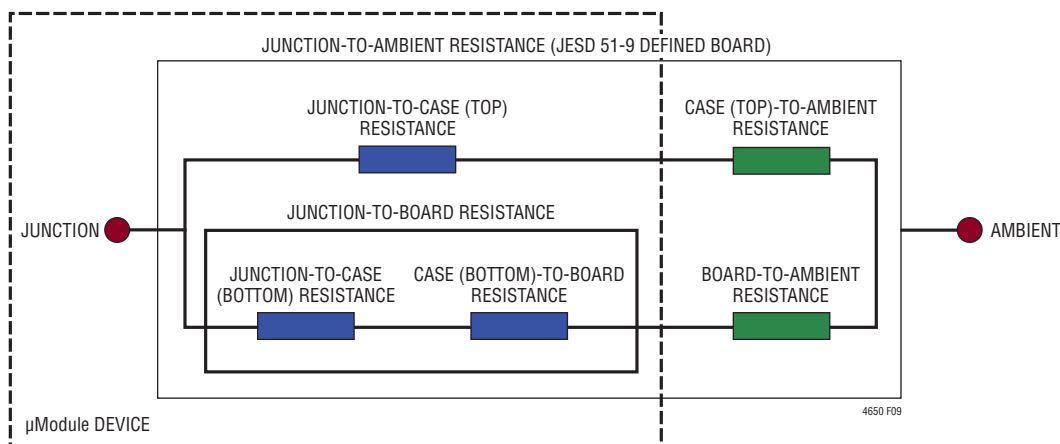 JUNCTION-TO-AMBIENT RESISTANCE (JESD 51-9 DEFINED BOARD)
JUNCTION-TO-CASE (TOP)
RESISTANCE
CASE (TOP)-TO-AMBIENT
RESISTANCE
JUNCTION
JUNCTION-TO-BOARD RESISTANCE
AMBIENT
JUNCTION-TO-CASE
(BOTTOM) RESISTANCE
CASE (BOTTOM)-TO-BOARD
RESISTANCE
BOARD-TO-AMBIENT
RESISTANCE
4650 F09
µModule DEVICE